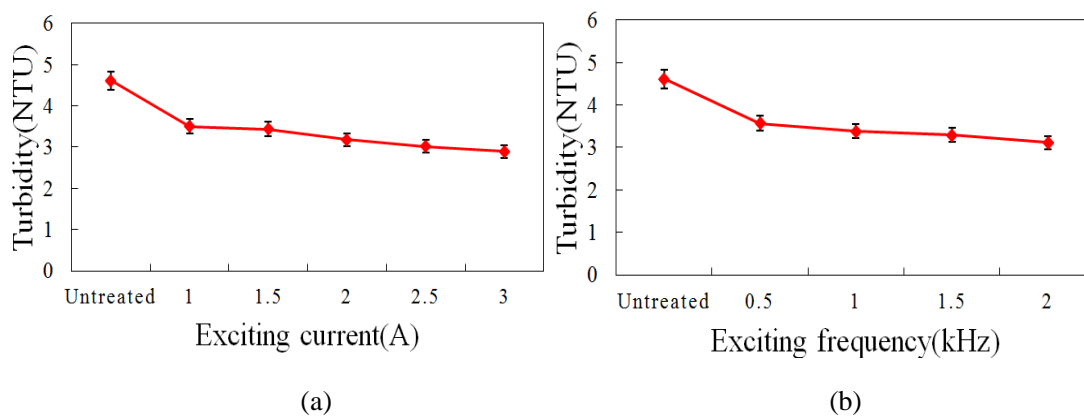 6
5
4
3
2
1
0
Turbidity(NTU)
Untreated 1 1.5 2 2.5 3
Exciting current(A)
(a)
6
5
4
3
2
1
0
Turbidity(NTU)
Untreated 0.5 1 1.5 2
Exciting frequency(kHz)
(b)